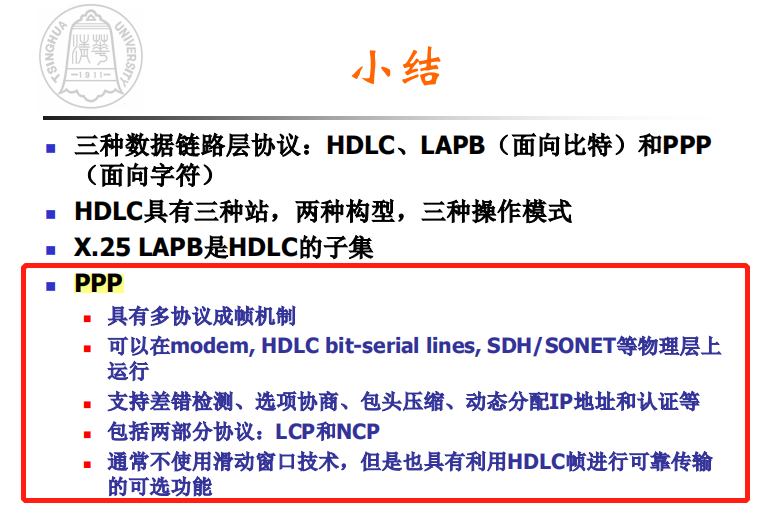 TSINGHUA UNIVERSITY
清华
1911
小结
三种数据链路层协议：HDLC、LAPB（面向比特）和PPP
（面向字符）
HDLC具有三种站，两种构型，三种操作模式
X.25 LAPB是HDLC的子集
PPP
具有多协议成帧机制
可以在modem, HDLC bit-serial lines, SDH/SONET等物理层上
运行
支持差错检测、选项协商、包头压缩、动态分配IP地址和认证等
包括两部分协议：LCP和NCP
通常不使用滑动窗口技术，但是也具有利用HDLC帧进行可靠传输
的可选功能